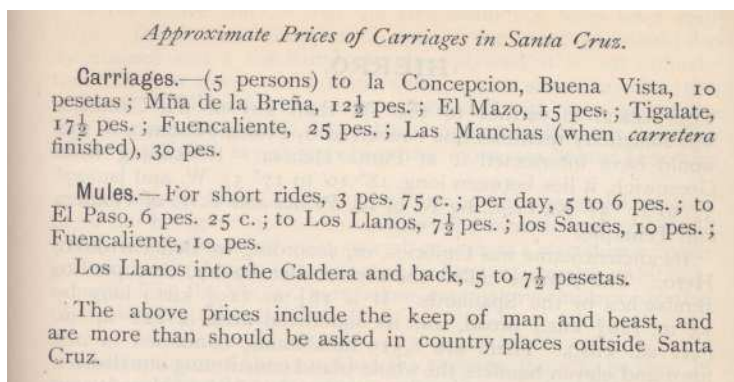 Approximate Prices of Carriages in Santa Cruz.
Carriages.—(5 persons) to la Concepcion, Buena Vista, 10
pesetas; Mña de la Breña, 12½ pes.; El Mazo, 15 pes.; Tigalate,
17½ pes.; Fuencaliente, 25 pes.; Las Manchas (when carretera
finished), 30 pes.
Mules.—For short rides, 3 pes. 75 c.; per day, 5 to 6 pes.; to
El Paso, 6 pes. 25 c.; to Los Llanos, 7½ pes.; los Sauces, 10 pes.;
Fuencaliente, 10 pes.
Los Llanos into the Caldera and back, 5 to 7½ pesetas.
The above prices include the keep of man and beast, and
are more than should be asked in country places outside Santa
Cruz.